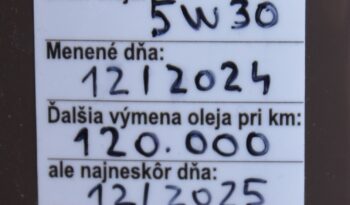 5W30
Menené dňa:
12/2024
Ďalšia výmena oleja pri km:
120.000
ale najneskôr dňa:
12/2025